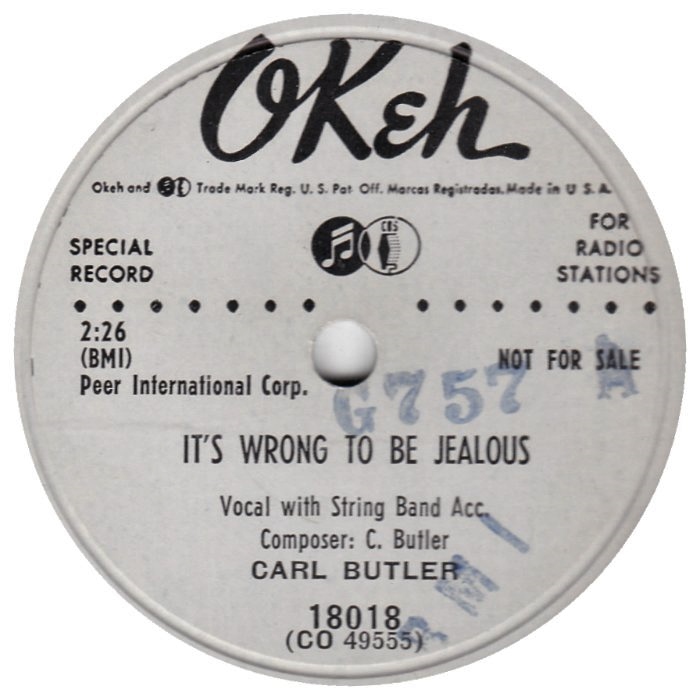 OKeh
Okeh and Trade Mark Reg. U. S. Pat. Off. Marcas Registradas. Made in U S. A.
CBS
SPECIAL
RECORD
FOR
RADIO
STATIONS
2:26
(BMI)
Peer International Corp.
NOT FOR SALE
G757 A
IT'S WRONG TO BE JEALOUS
Vocal with String Band Acc.
Composer: C. Butler
CARL BUTLER
18018
(CO 49555)